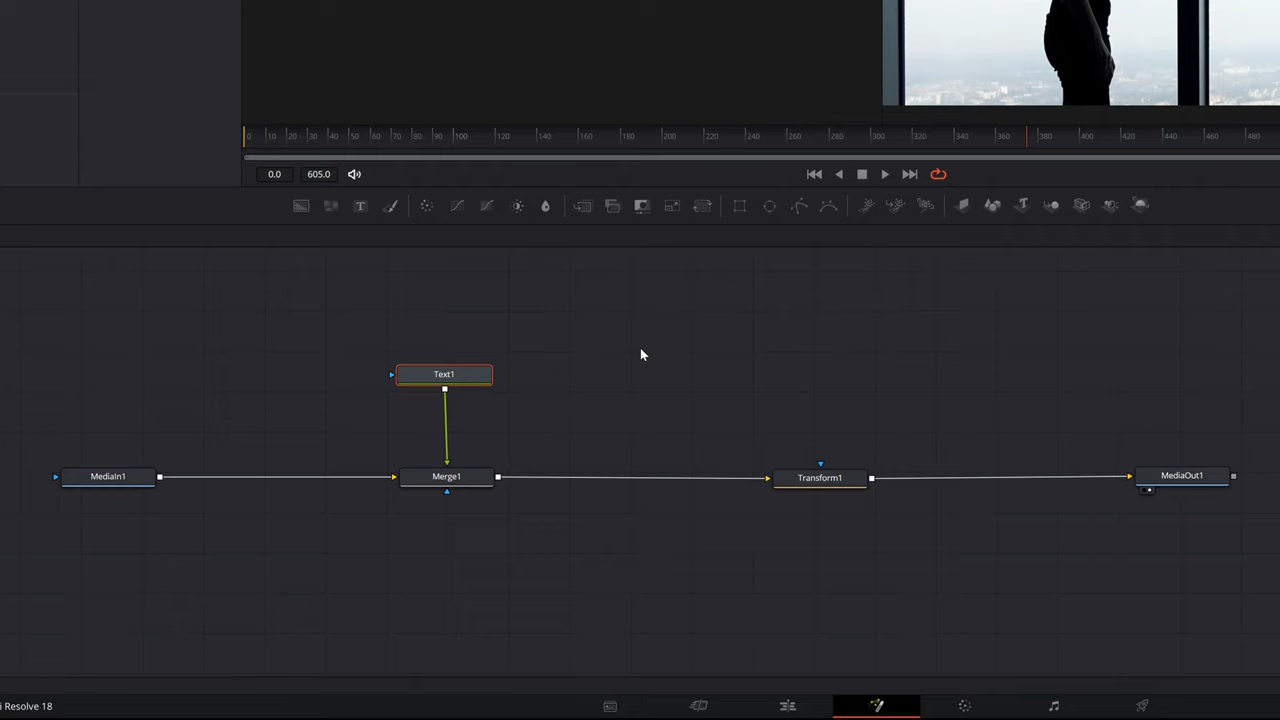 0 10 20 30 40 50 60 70 80 90 100 120 140 160 180 200 220 240 260 280 300 320 340 360 380 400 420 440 460 480
0.0 605.0
T
Text1
MediaIn1 Merge1 Transform1 MediaOut1
i Resolve 18